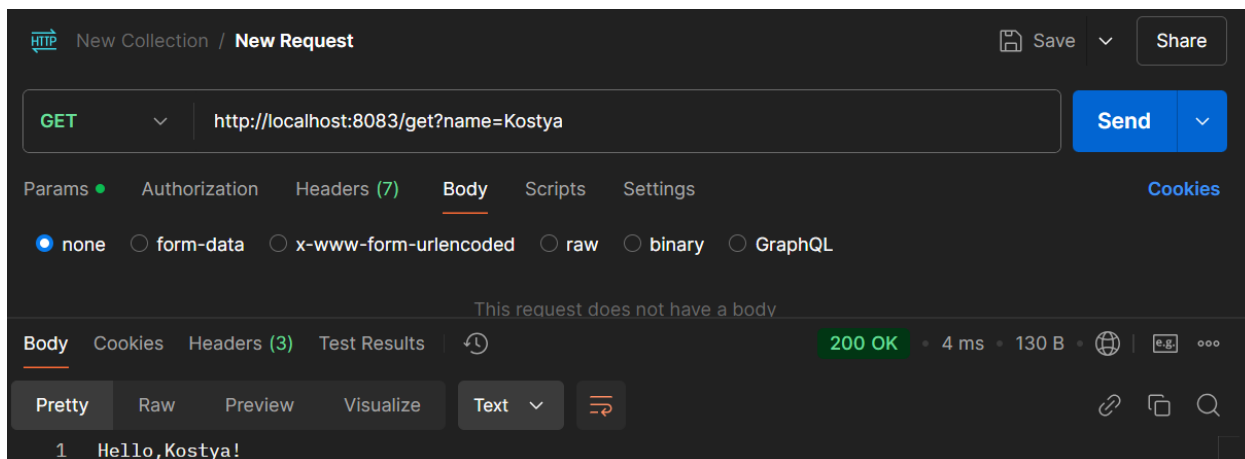 HTTP New Collection / New Request Save Share
GET http://localhost:8083/get?name=Kostya Send
Params Authorization Headers (7) Body Scripts Settings Cookies
none form-data x-www-form-urlencoded raw binary GraphQL
This request does not have a body
Body Cookies Headers (3) Test Results 200 OK • 4 ms • 130 B • e.g.
Pretty Raw Preview Visualize Text
1 Hello,Kostya!